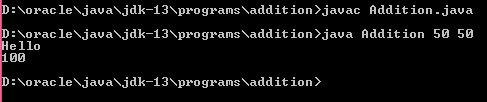 D:\oracle\java\jdk-13\programs\addition>javac Addition.java
D:\oracle\java\jdk-13\programs\addition>java Addition 50 50
Hello
100
D:\oracle\java\jdk-13\programs\addition>